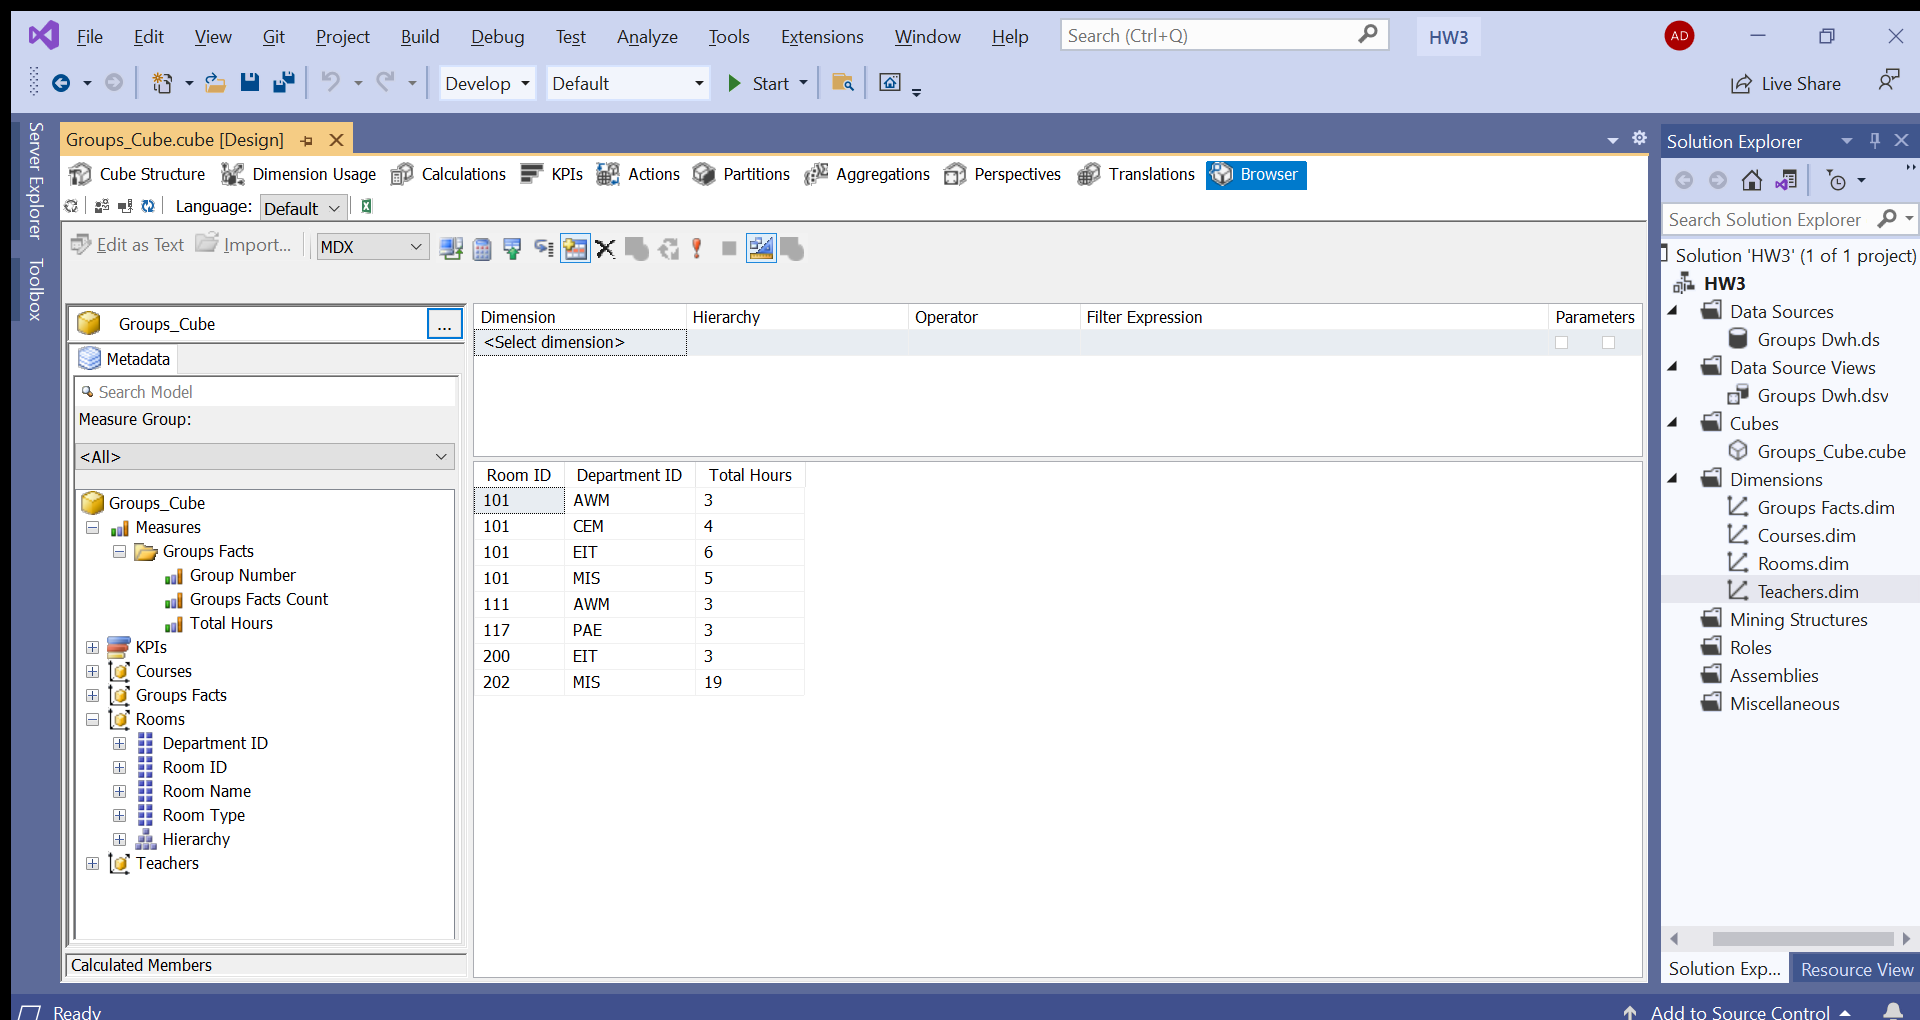 File Edit View Git Project Build Debug Test Analyze Tools Extensions Window Help Search (Ctrl+Q) HW3 AD
Develop Default Start Live Share
Server Explorer
Toolbox
Groups_Cube.cube [Design]
Cube Structure Dimension Usage Calculations KPIs Actions Partitions Aggregations Perspectives Translations Browser
Language: Default
Edit as Text Import... MDX
Groups_Cube ...
Metadata
Search Model
Measure Group:
<All>
Groups_Cube
Measures
Groups Facts
Group Number
Groups Facts Count
Total Hours
KPIs
Courses
Groups Facts
Rooms
Department ID
Room ID
Room Name
Room Type
Hierarchy
Teachers
Calculated Members
Dimension Hierarchy Operator Filter Expression Parameters
<Select dimension>
Room ID Department ID Total Hours
101 AWM 3
101 CEM 4
101 EIT 6
101 MIS 5
111 AWM 3
117 PAE 3
200 EIT 3
202 MIS 19
Solution Explorer
Search Solution Explorer
Solution 'HW3' (1 of 1 project)
HW3
Data Sources
Groups Dwh.ds
Data Source Views
Groups Dwh.dsv
Cubes
Groups_Cube.cube
Dimensions
Groups Facts.dim
Courses.dim
Rooms.dim
Teachers.dim
Mining Structures
Roles
Assemblies
Miscellaneous
Solution Exp... Resource View
Ready Add to Source Control